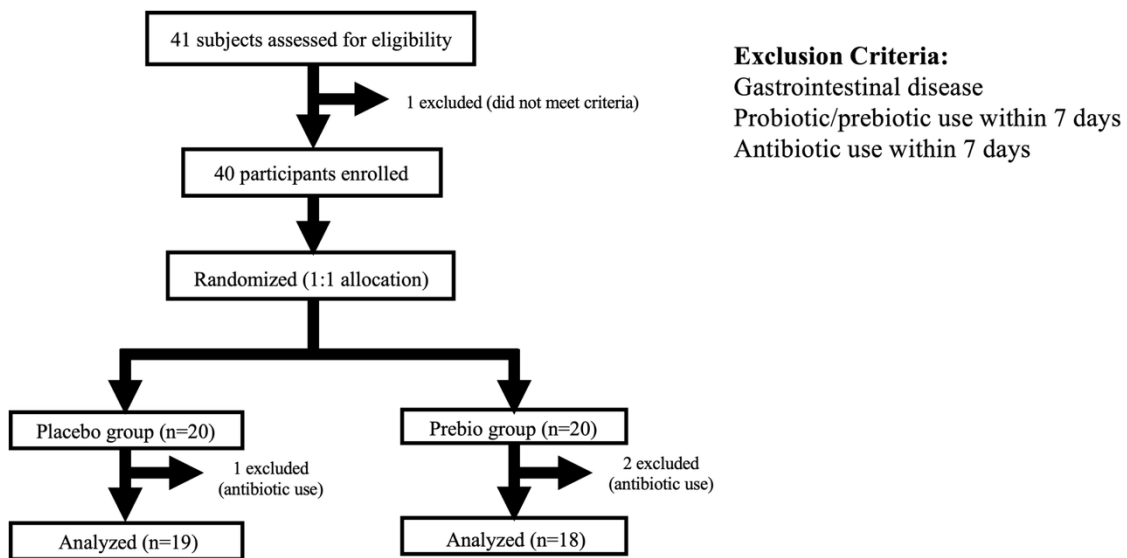 41 subjects assessed for eligibility
1 excluded (did not meet criteria)
40 participants enrolled
Randomized (1:1 allocation)
Placebo group (n=20)
Prebio group (n=20)
1 excluded
(antibiotic use)
2 excluded
(antibiotic use)
Analyzed (n=19)
Analyzed (n=18)
Exclusion Criteria:
Gastrointestinal disease
Probiotic/prebiotic use within 7 days
Antibiotic use within 7 days